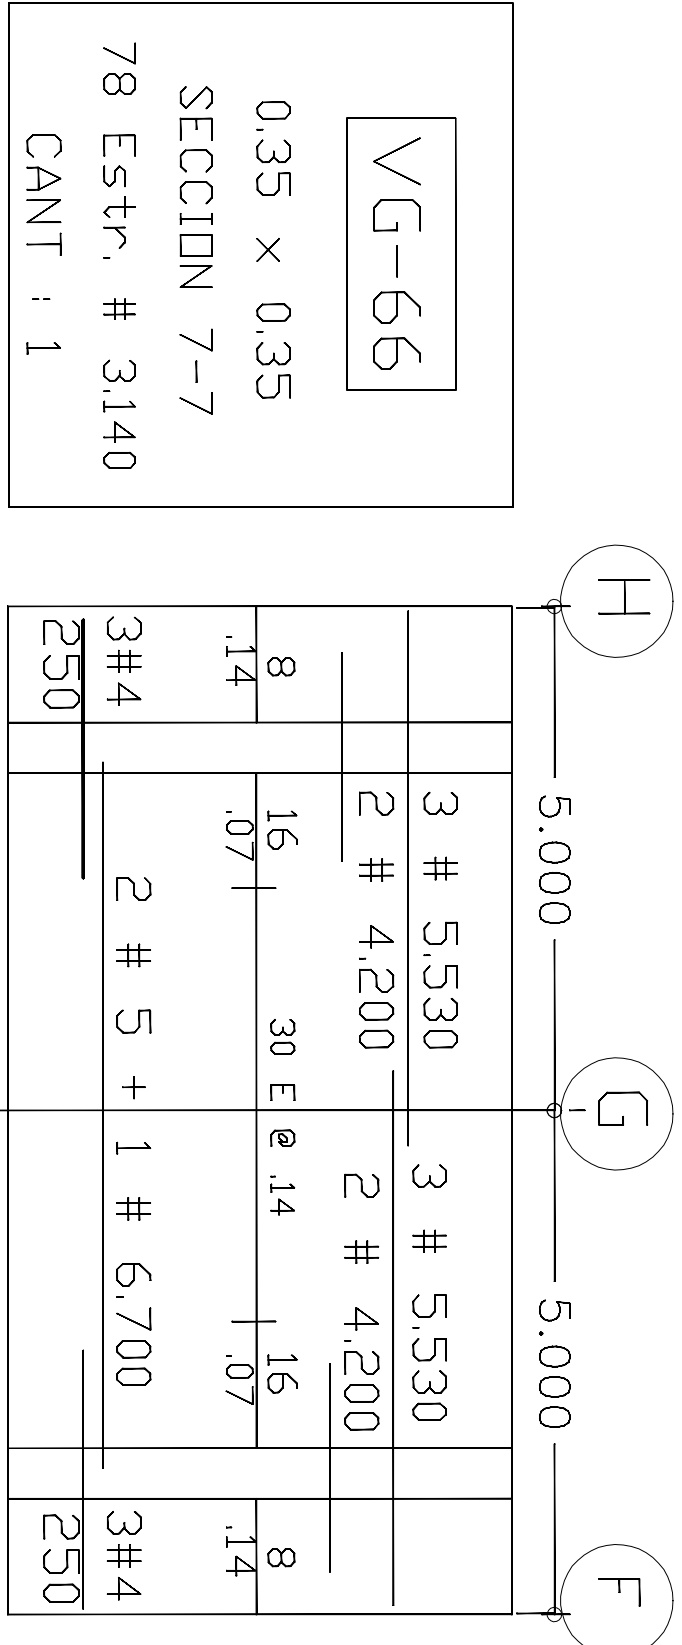 VG-66
0.35 x 0.35
SECCION 7-7
78 Estr. # 3.140
CANT : 1
H
5.000
G
5.000
F
3 # 5.530
2 # 4.200
3 # 5.530
2 # 4.200
8
.14
16
.07
30 E @ .14
16
.07
8
.14
3#4
250
2 # 5 + 1 # 6.700
3#4
250